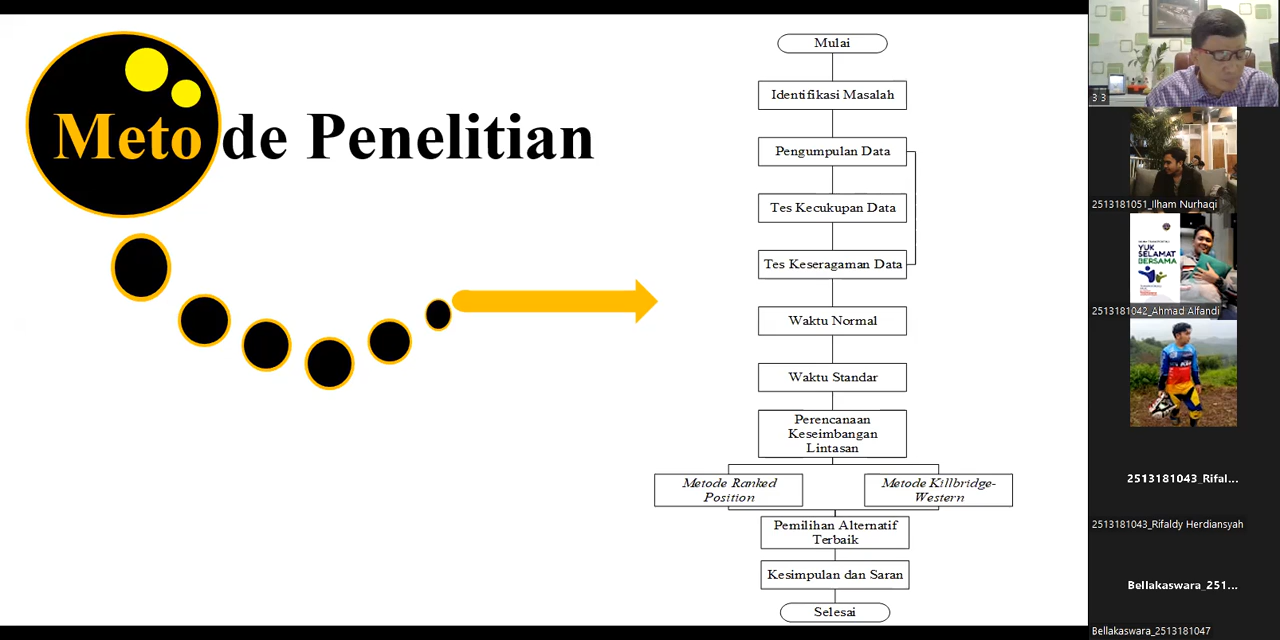 Metode Penelitian
Mulai
Identifikasi Masalah
Pengumpulan Data
Tes Kecukupan Data
Tes Keseragaman Data
Waktu Normal
Waktu Standar
Perencanaan
Keseimbangan
Lintasan
Metode Ranked
Position
Metode Killbridge-
Western
Pemilihan Alternatif
Terbaik
Kesimpulan dan Saran
Selesai
3 3
2513181051_Ilham Nurhaqi
YUK
SELAMAT
BERSAMA
2513181042_Ahmad Alfandi
2513181043_Rifal...
2513181043_Rifaldy Herdiansyah
Bellakaswara_251...
Bellakaswara_2513181047